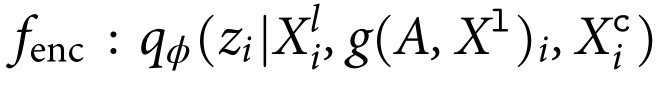 f_enc : q_ϕ(z_i|X_i^l, g(A, X^l)_i, X_i^c)